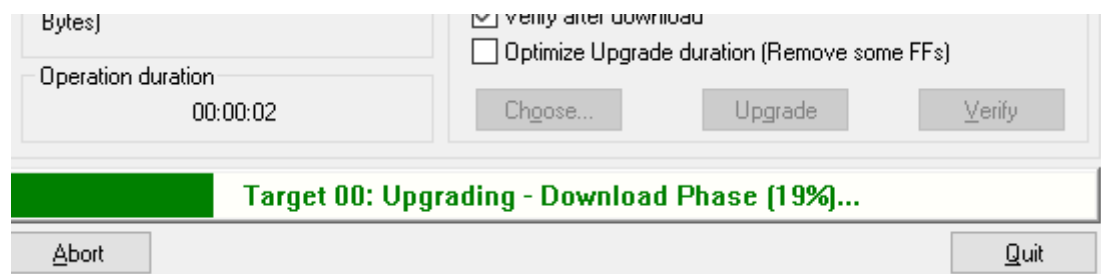 Bytes)
Verify after download
Optimize Upgrade duration (Remove some FFs)
Operation duration
00:00:02
Choose... Upgrade Verify
Target 00: Upgrading - Download Phase (19%)...
Abort Quit